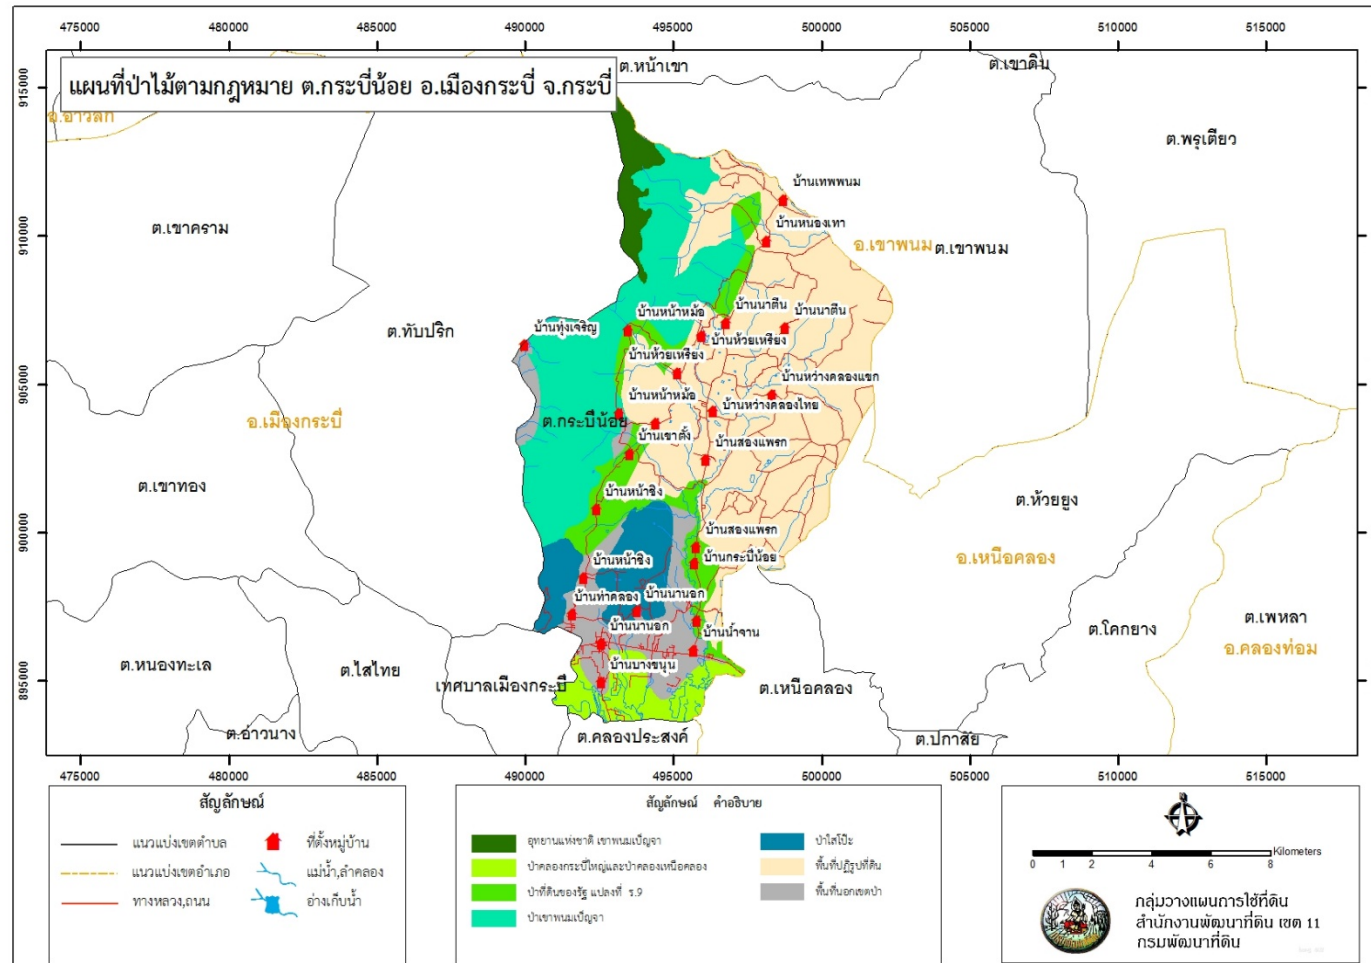 475000 480000 485000 490000 495000 500000 505000 510000 515000
แผนที่ป่าไม้ตามกฎหมาย ต.กระบี่น้อย อ.เมืองกระบี่ จ.กระบี่
ต.หน้าเขา
ต.เขาดิน
915000
อ.อ่าวลึก
ต.พรุเตียว
บ้านเทพพนม
ต.เขาคราม
บ้านหนองเทา
910000
อ.เขาพนม
ต.เขาพนม
910000
915000
ต.ทับปริก
บ้านทุ่งเจริญ
บ้านหน้าหม้อ
บ้านนาตีน
บ้านนาตีน
บ้านห้วยเหรียง
บ้านห้วยเหรียง
905000
บ้านหว่างคลองแขก
905000
บ้านหน้าหม้อ
บ้านหว่างคลองไทย
อ.เมืองกระบี่
ต.กระบี่น้อย
บ้านเขาตั้ง
บ้านสองแพรก
ต.เขาทอง
บ้านหน้าชิง
ต.ห้วยยูง
900000
บ้านสองแพรก
900000
บ้านหน้าชิง
บ้านกระบี่น้อย
อ.เหนือคลอง
บ้านท่าคลอง
บ้านนานอก
บ้านนานอก
บ้านน้ำจาน
ต.โคกยาง
ต.เพหลา
อ.คลองท่อม
ต.หนองทะเล
ต.ไสไทย
บ้านบางขนุน
895000
เทศบาลเมืองกระบี่
ต.เหนือคลอง
895000
ต.อ่าวนาง
ต.คลองประสงค์
ต.ปกาสัย
475000 480000 485000 490000 495000 500000 505000 510000 515000
สัญลักษณ์
แนวแบ่งเขตตำบล
ที่ตั้งหมู่บ้าน
แนวแบ่งเขตอำเภอ
แม่น้ำ,ลำคลอง
ทางหลวง,ถนน
อ่างเก็บน้ำ
สัญลักษณ์ คำอธิบาย
อุทยานแห่งชาติ เขาพนมเบ็ญจา
ป่าคลองกระบี่ใหญ่และป่าคลองเหนือคลอง
ป่าที่ดินของรัฐ แปลงที่ ร.9
ป่าเขาพนมเบ็ญจา
ป่าไสโป๊ะ
พื้นที่ปฏิรูปที่ดิน
พื้นที่นอกเขตป่า
Kilometers
0 1 2 4 6 8
กลุ่มวางแผนการใช้ที่ดิน
สำนักงานพัฒนาที่ดิน เขต 11
กรมพัฒนาที่ดิน